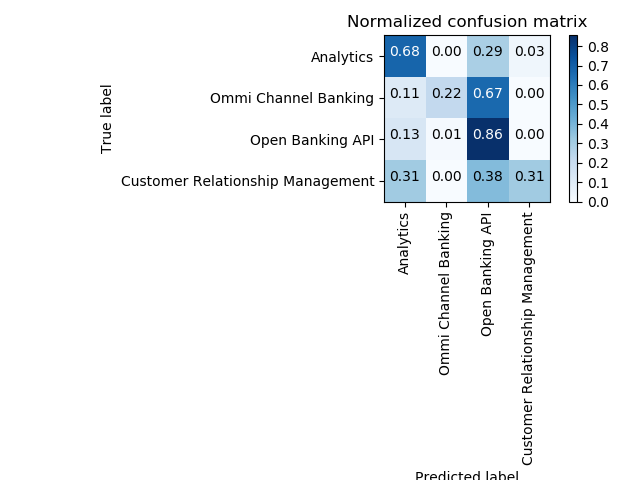 Normalized confusion matrix
True label
Analytics 0.68 0.00 0.29 0.03
Ommi Channel Banking 0.11 0.22 0.67 0.00
Open Banking API 0.13 0.01 0.86 0.00
Customer Relationship Management 0.31 0.00 0.38 0.31
Analytics
Ommi Channel Banking
Open Banking API
Customer Relationship Management
Predicted label
0.8
0.7
0.6
0.5
0.4
0.3
0.2
0.1
0.0